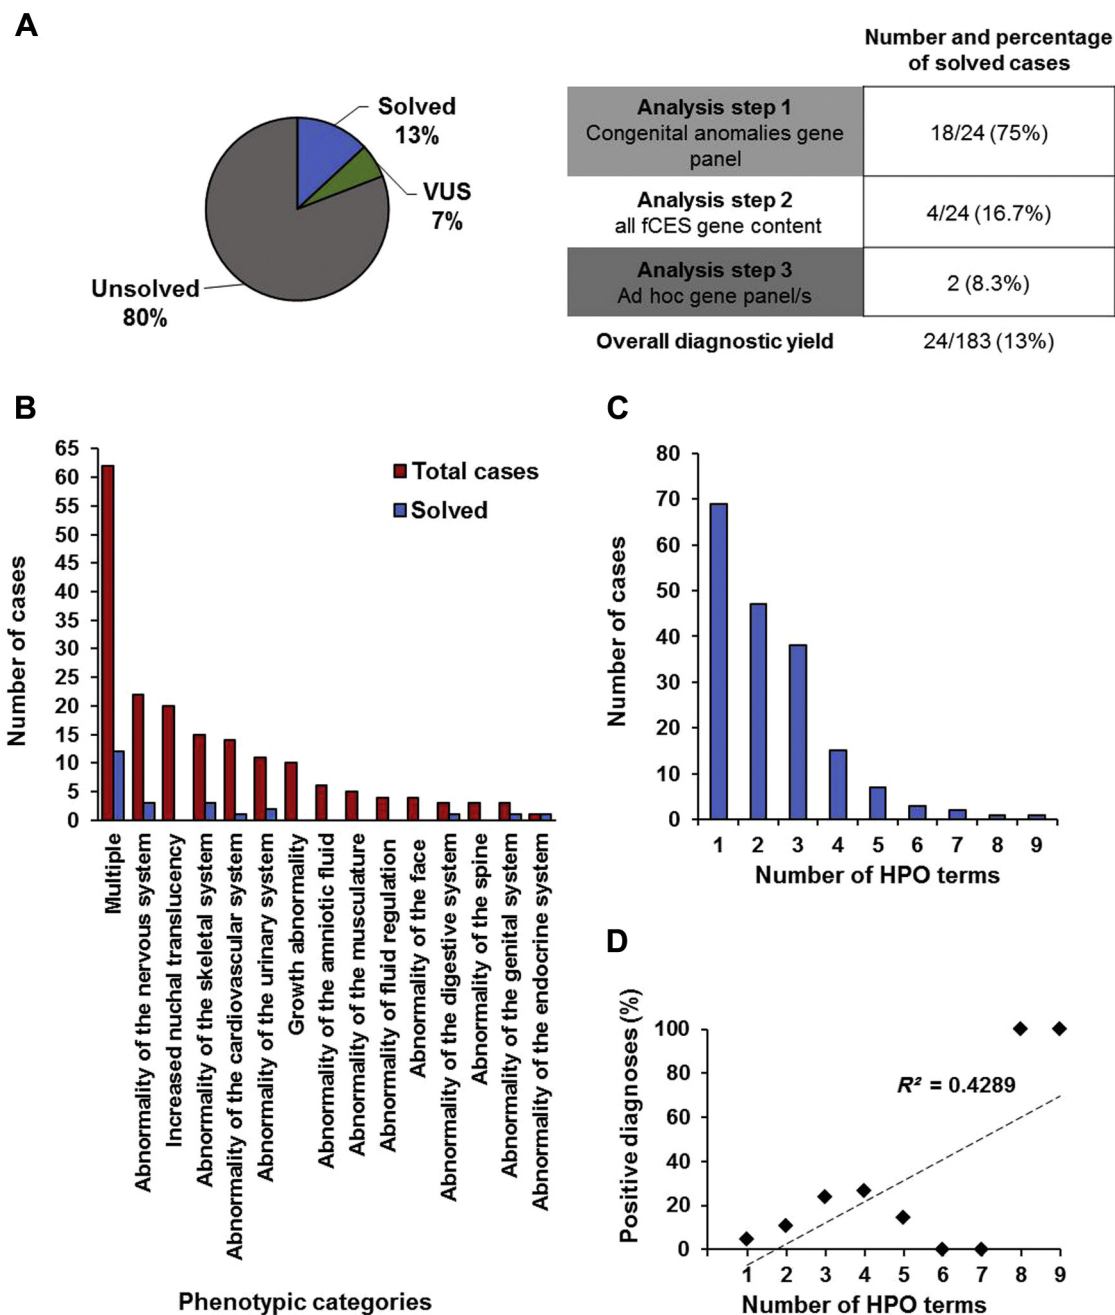 A
Solved
13%
VUS
7%
Unsolved
80%
Number and percentage
of solved cases
Analysis step 1
Congenital anomalies gene
panel
18/24 (75%)
Analysis step 2
all fCES gene content
4/24 (16.7%)
Analysis step 3
Ad hoc gene panel/s
2 (8.3%)
Overall diagnostic yield
24/183 (13%)
B
Number of cases
65
60
55
50
45
40
35
30
25
20
15
10
5
0
Total cases
Solved
Multiple
Abnormality of the nervous system
Increased nuchal translucency
Abnormality of the skeletal system
Abnormality of the cardiovascular system
Abnormality of the urinary system
Growth abnormality
Abnormality of the amniotic fluid
Abnormality of the musculature
Abnormality of fluid regulation
Abnormality of the face
Abnormality of the digestive system
Abnormality of the spine
Abnormality of the genital system
Abnormality of the endocrine system
Phenotypic categories
C
Number of cases
80
70
60
50
40
30
20
10
0
1 2 3 4 5 6 7 8 9
Number of HPO terms
D
Positive diagnoses (%)
100
80
60
40
20
0
R² = 0.4289
1 2 3 4 5 6 7 8 9
Number of HPO terms